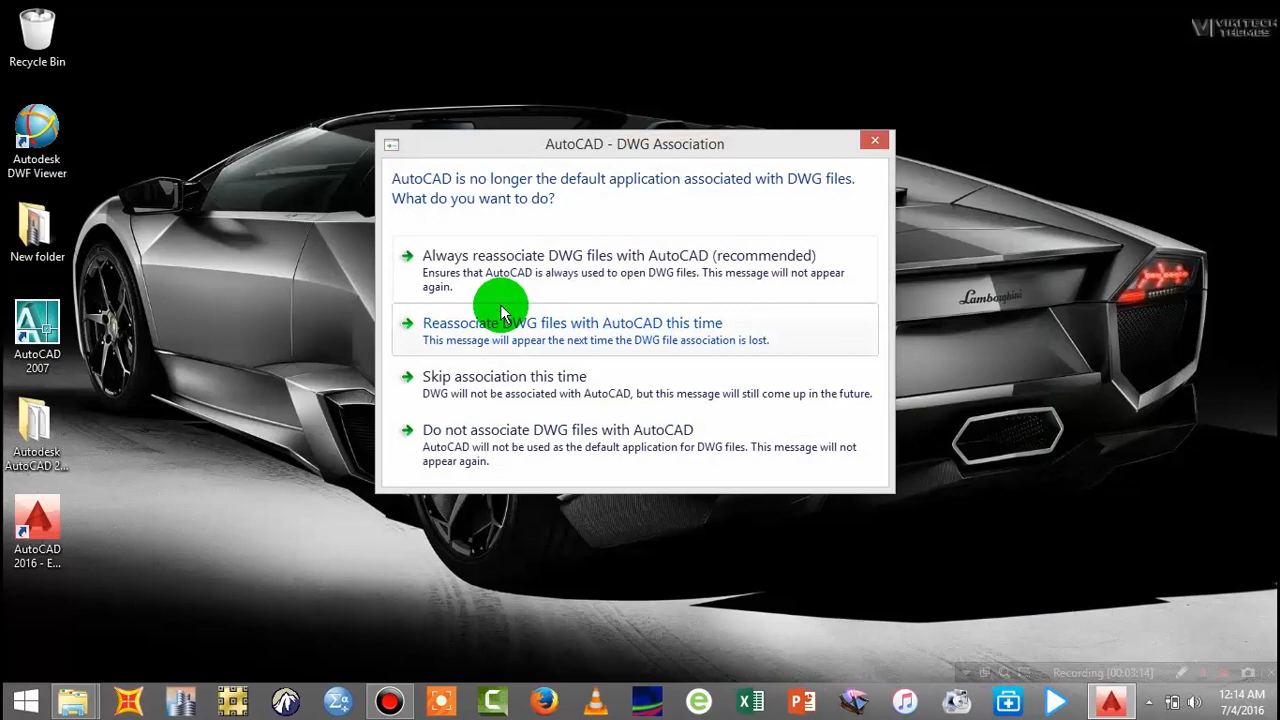 Recycle Bin
VIKITECH
THEMES
Autodesk
DWF Viewer
New folder
AutoCAD
2007
Autodesk
AutoCAD 2...
AutoCAD
2016 - E...
AutoCAD - DWG Association
AutoCAD is no longer the default application associated with DWG files.
What do you want to do?
Always reassociate DWG files with AutoCAD (recommended)
Ensures that AutoCAD is always used to open DWG files. This message will not appear
again.
Reassociate DWG files with AutoCAD this time
This message will appear the next time the DWG file association is lost.
Skip association this time
DWG will not be associated with AutoCAD, but this message will still come up in the future.
Do not associate DWG files with AutoCAD
AutoCAD will not be used as the default application for DWG files. This message will not
appear again.
Lamborghini
Recording [00:03:14]
12:14 AM
7/4/2016